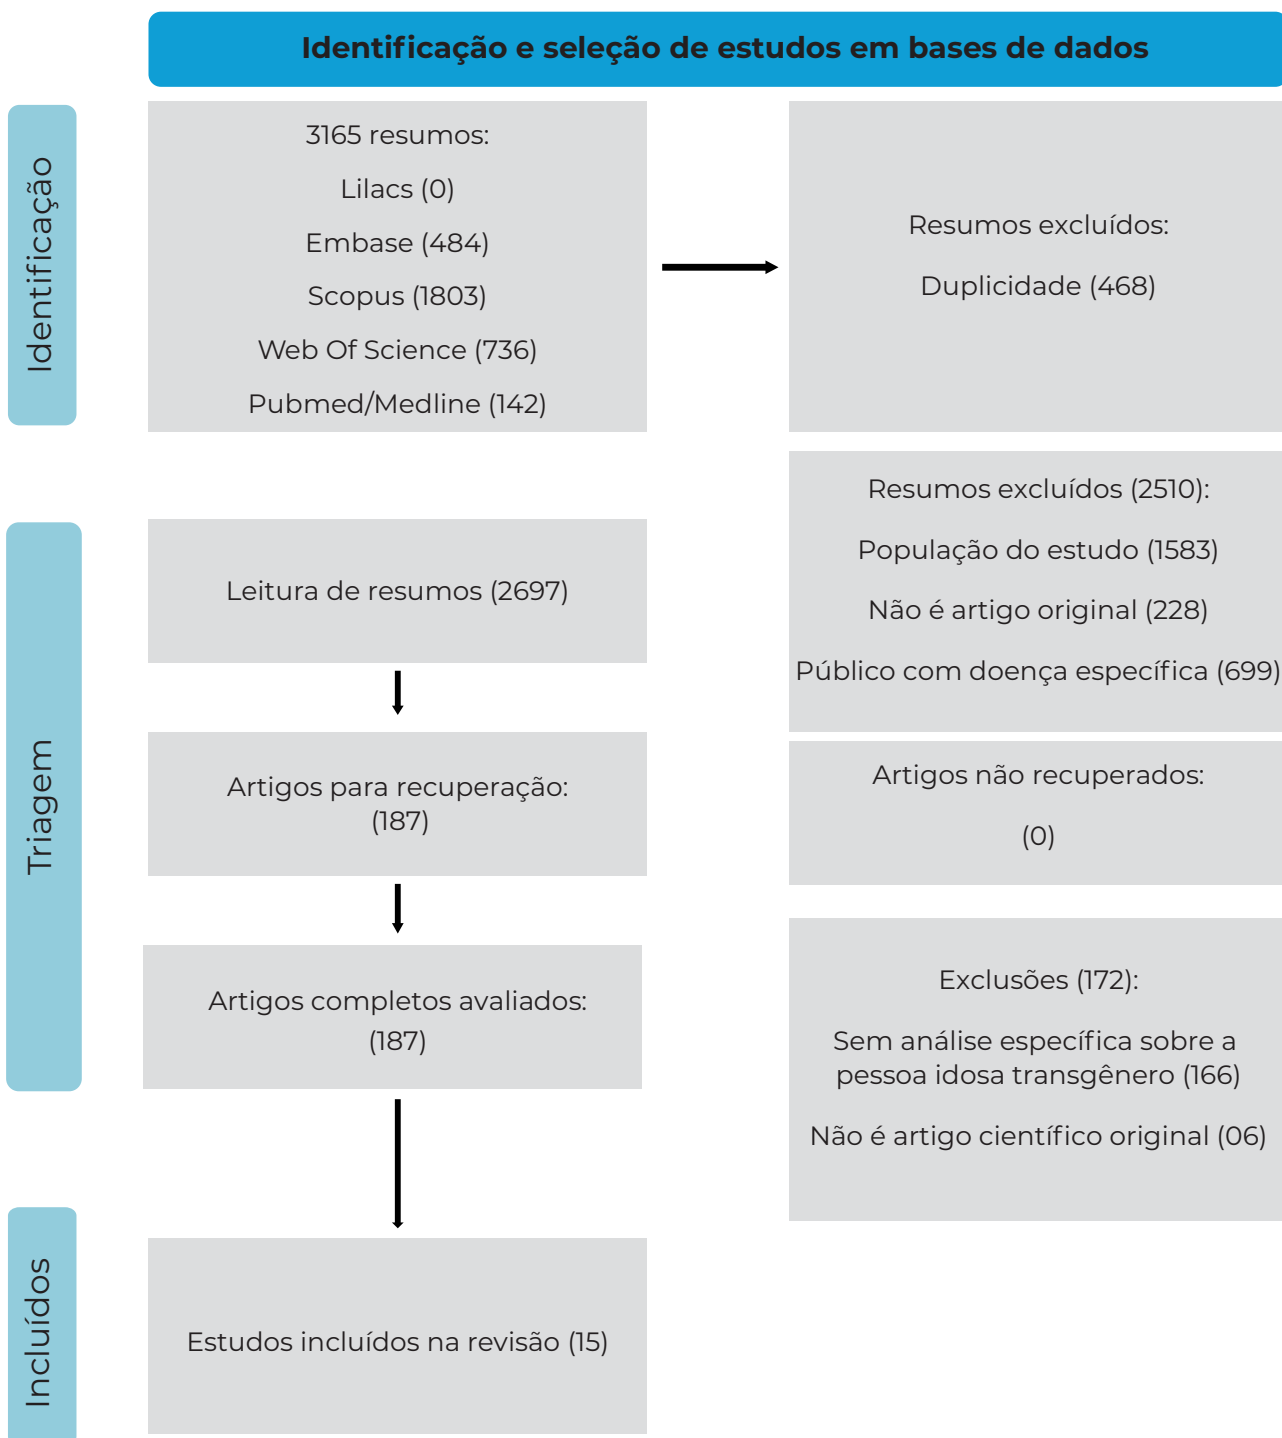 Identificação e seleção de estudos em bases de dados
Identificação
3165 resumos:
Lilacs (0)
Embase (484)
Scopus (1803)
Web Of Science (736)
Pubmed/Medline (142)
Resumos excluídos:
Duplicidade (468)
Triagem
Leitura de resumos (2697)
Resumos excluídos (2510):
População do estudo (1583)
Não é artigo original (228)
Público com doença específica (699)
Artigos para recuperação:
(187)
Artigos não recuperados:
(0)
Artigos completos avaliados:
(187)
Exclusões (172):
Sem análise específica sobre a
pessoa idosa transgênero (166)
Não é artigo científico original (06)
Incluídos
Estudos incluídos na revisão (15)